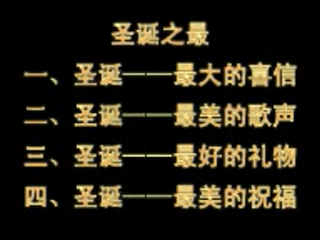 圣诞之最
一、圣诞——最大的喜信
二、圣诞——最美的歌声
三、圣诞——最好的礼物
四、圣诞——最美的祝福